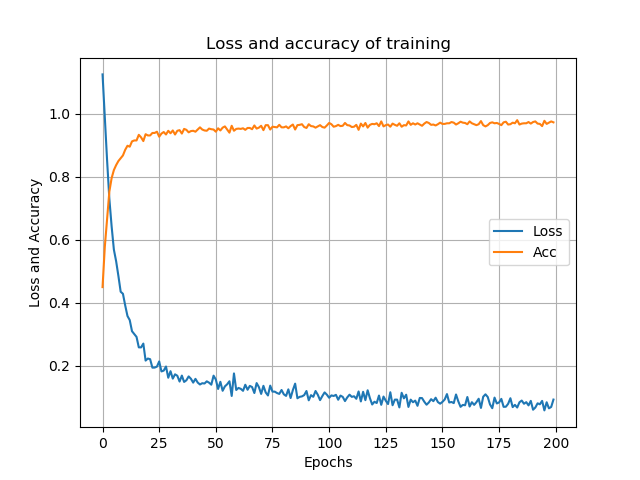 Loss and accuracy of training
Loss and Accuracy
1.0
0.8
0.6
0.4
0.2
Loss
Acc
0 25 50 75 100 125 150 175 200
Epochs